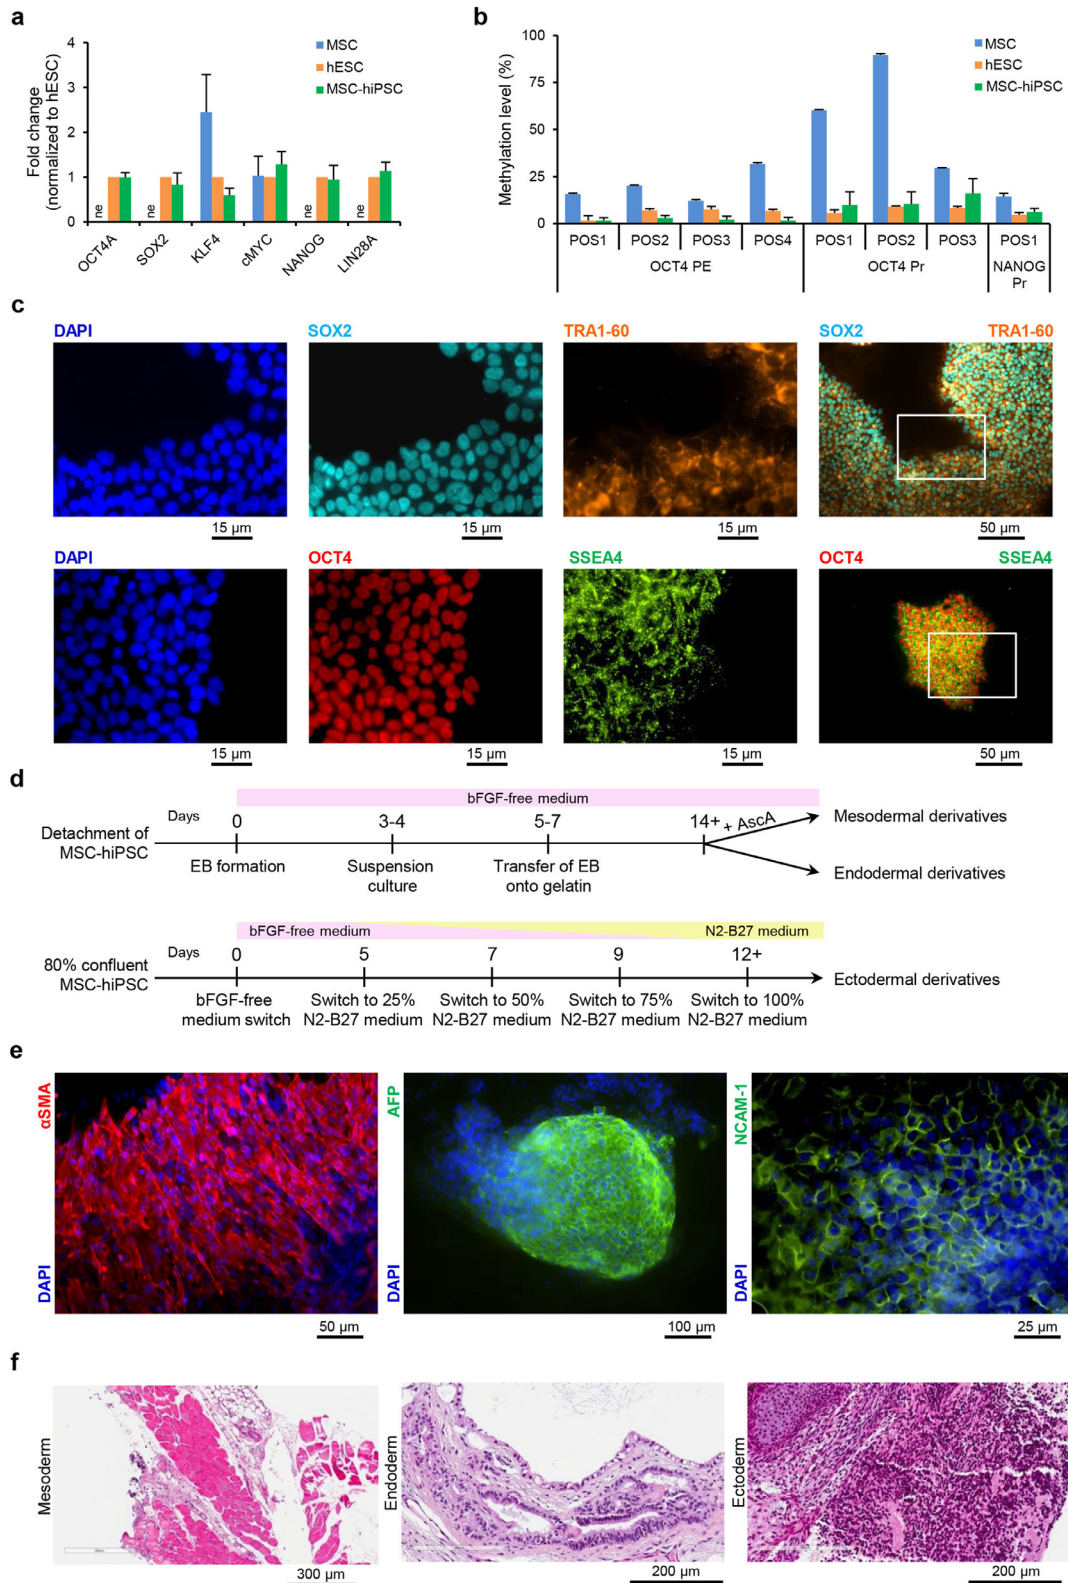 a
Fold change
(normalized to hESC)
4
3
2
1
0
MSC
hESC
MSC-hiPSC
ne
ne
ne
ne
OCT4A
SOX2
KLF4
cMYC
NANOG
LIN28A
b
Methylation level (%)
100
75
50
25
0
MSC
hESC
MSC-hiPSC
POS1 POS2 POS3 POS4 POS1 POS2 POS3 POS1
OCT4 PE OCT4 Pr NANOG
Pr
c
DAPI SOX2 TRA1-60 SOX2 TRA1-60
15 µm 15 µm 15 µm 50 µm
DAPI OCT4 SSEA4 OCT4 SSEA4
15 µm 15 µm 15 µm 50 µm
d
bFGF-free medium
Days 0 3-4 5-7 14+ + AscA
Detachment of
MSC-hiPSC
EB formation
Suspension
culture
Transfer of EB
onto gelatin
Mesodermal derivatives
Endodermal derivatives
bFGF-free medium N2-B27 medium
Days 0 5 7 9 12+
80% confluent
MSC-hiPSC
Ectodermal derivatives
bFGF-free
medium switch
Switch to 25%
N2-B27 medium
Switch to 50%
N2-B27 medium
Switch to 75%
N2-B27 medium
Switch to 100%
N2-B27 medium
e
DAPI αSMA
DAPI AFP
DAPI NCAM-1
50 µm 100 µm 25 µm
f
Mesoderm
Endoderm
Ectoderm
300 µm 200 µm 200 µm